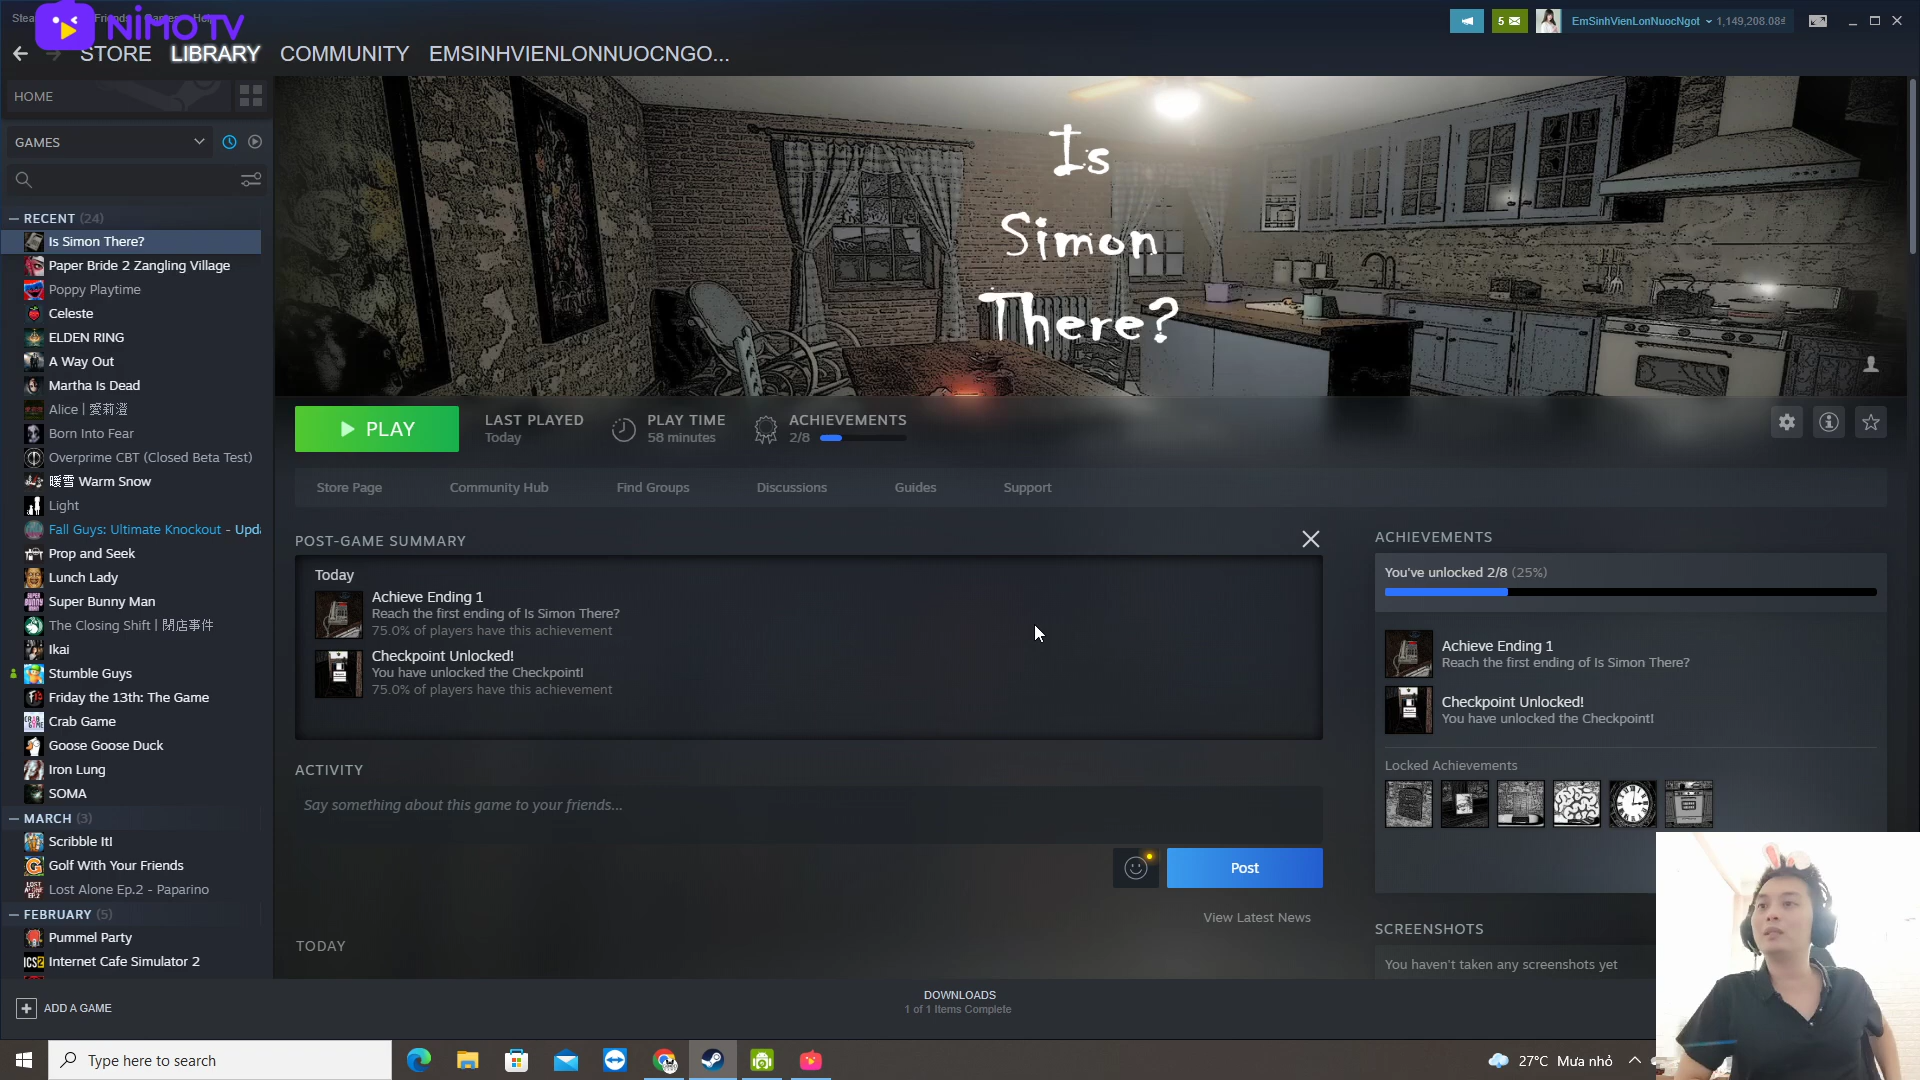 NIMO TV
EmSinhVienLonNuocNgot 1,149,208.08₫
5
STORE LIBRARY COMMUNITY EMSINHVIENLONNUOCNGO...
HOME
GAMES
RECENT (24)
Is Simon There?
Paper Bride 2 Zangling Village
Poppy Playtime
Celeste
ELDEN RING
A Way Out
Martha Is Dead
Alice | 愛莉澄
Born Into Fear
Overprime CBT (Closed Beta Test)
暖雪 Warm Snow
Light
Fall Guys: Ultimate Knockout - Upda
Prop and Seek
Lunch Lady
Super Bunny Man
The Closing Shift | 閉店事件
Ikai
Stumble Guys
Friday the 13th: The Game
Crab Game
Goose Goose Duck
Iron Lung
SOMA
MARCH (3)
Scribble It!
Golf With Your Friends
Lost Alone Ep.2 - Paparino
FEBRUARY (5)
Pummel Party
Internet Cafe Simulator 2
ADD A GAME
Is
Simon
There?
PLAY
LAST PLAYED
Today
PLAY TIME
58 minutes
ACHIEVEMENTS
2/8
Store Page Community Hub Find Groups Discussions Guides Support
POST-GAME SUMMARY
Today
Achieve Ending 1
Reach the first ending of Is Simon There?
75.0% of players have this achievement
Checkpoint Unlocked!
You have unlocked the Checkpoint!
75.0% of players have this achievement
ACTIVITY
Say something about this game to your friends...
Post
View Latest News
TODAY
ACHIEVEMENTS
You've unlocked 2/8 (25%)
Achieve Ending 1
Reach the first ending of Is Simon There?
Checkpoint Unlocked!
You have unlocked the Checkpoint!
Locked Achievements
SCREENSHOTS
You haven't taken any screenshots yet
DOWNLOADS
1 of 1 Items Complete
Type here to search
27°C Mưa nhỏ